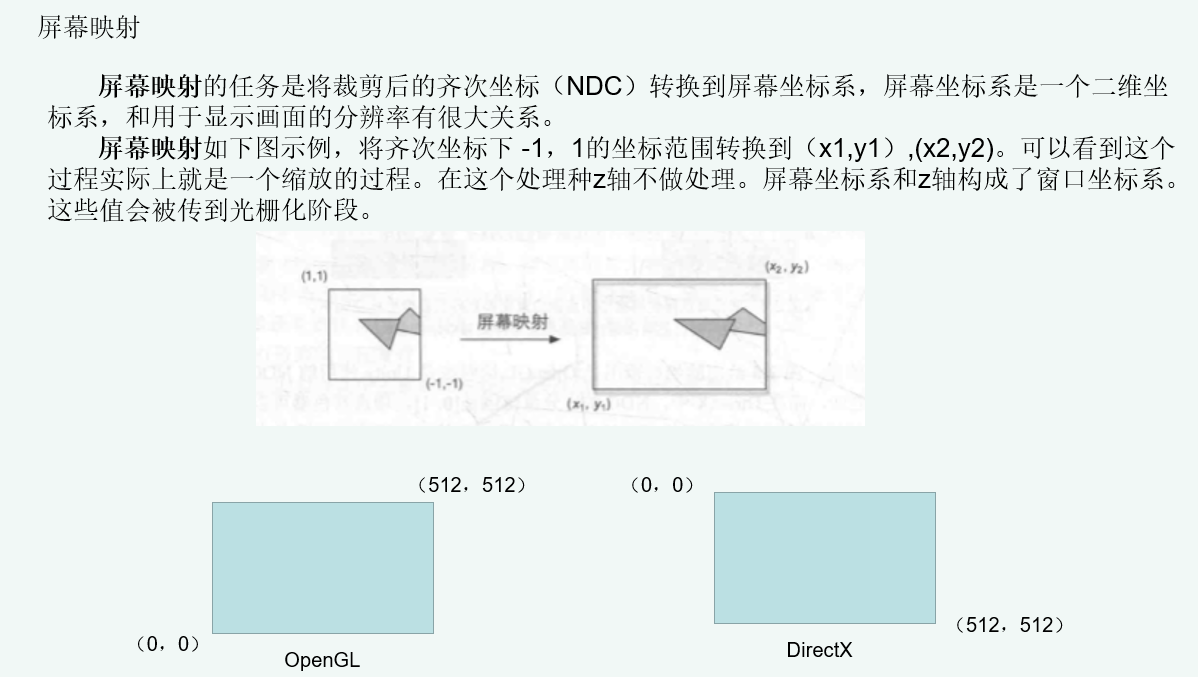 屏幕映射
屏幕映射的任务是将裁剪后的齐次坐标（NDC）转换到屏幕坐标系，屏幕坐标系是一个二维坐
标系，和用于显示画面的分辨率有很大关系。
屏幕映射如下图示例，将齐次坐标下 -1，1的坐标范围转换到（x1,y1）,(x2,y2)。可以看到这个
过程实际上就是一个缩放的过程。在这个处理种z轴不做处理。屏幕坐标系和z轴构成了窗口坐标系。
这些值会被传到光栅化阶段。
(1,1)
(x₂, y₂)
屏幕映射
(-1,-1)
(x₁, y₁)
（512，512）
（0，0）
（0，0）
（512，512）
OpenGL
DirectX